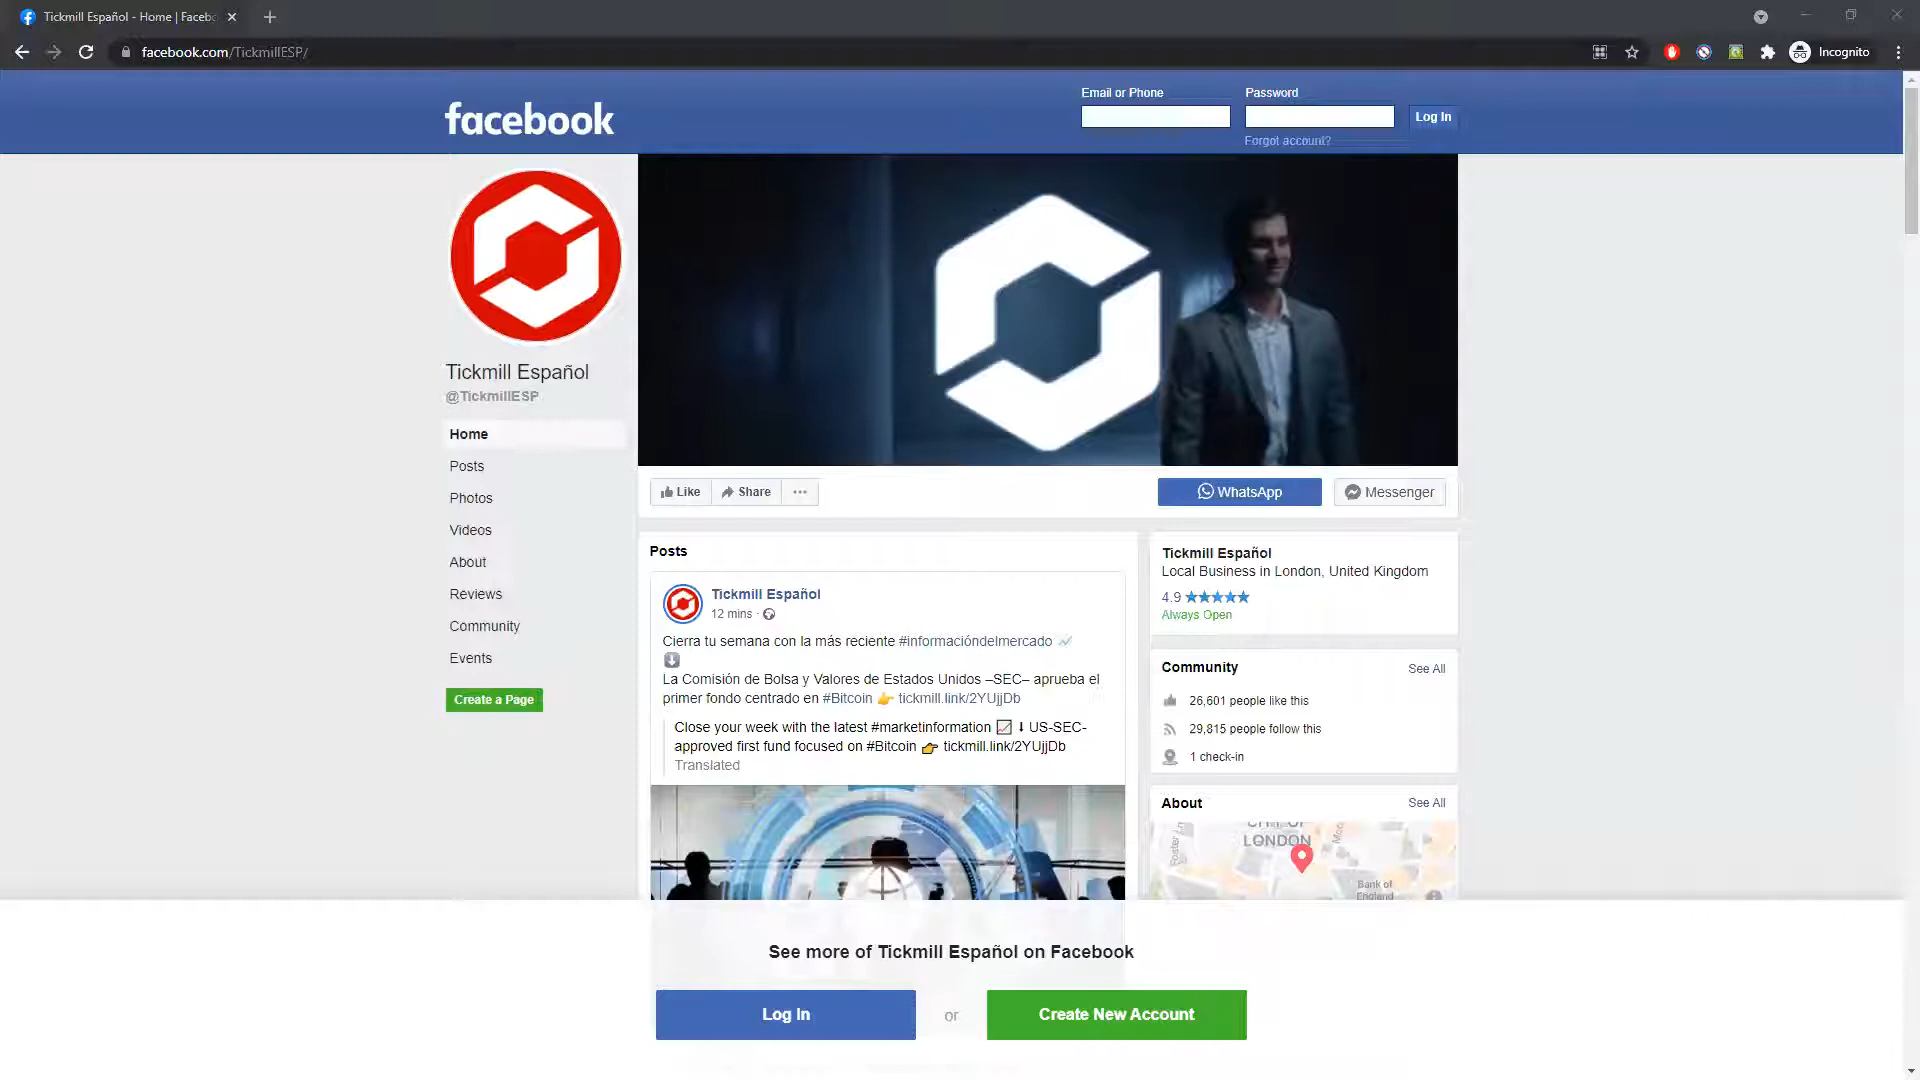 Tickmill Español - Home | Facebo
facebook.com/TickmillESP/
Incognito
facebook
Email or Phone
Password
Log In
Forgot account?
Tickmill Español
@TickmillESP
Home
Posts
Photos
Videos
About
Reviews
Community
Events
Create a Page
Like
Share
WhatsApp
Messenger
Posts
Tickmill Español
12 mins ·
Cierra tu semana con la más reciente #informacióndelmercado
La Comisión de Bolsa y Valores de Estados Unidos –SEC– aprueba el
primer fondo centrado en #Bitcoin 👉 tickmill.link/2YUjjDb
Close your week with the latest #marketinformation 📈 ⬇ US-SEC-
approved first fund focused on #Bitcoin 👉 tickmill.link/2YUjjDb
Translated
Tickmill Español
Local Business in London, United Kingdom
4.9 ★★★★★
Always Open
Community
See All
26,601 people like this
29,815 people follow this
1 check-in
About
See All
CITY OF
LONDON
Foster Ln
Bank of
England
See more of Tickmill Español on Facebook
Log In
or
Create New Account